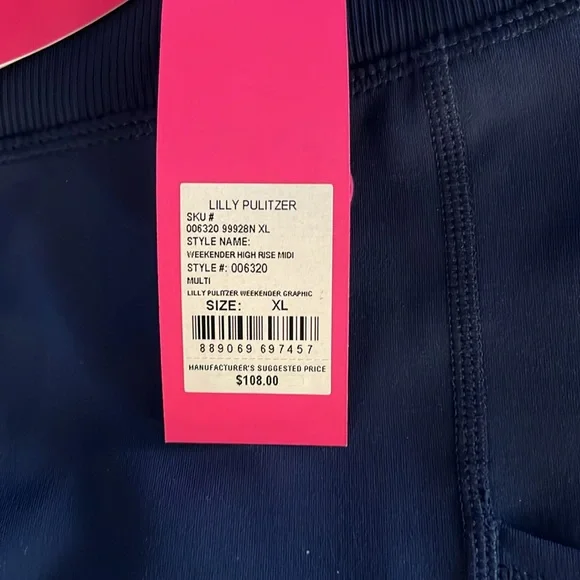 LILLY PULITZER
SKU #
006320 99928N XL
STYLE NAME:
WEEKENDER HIGH RISE MIDI
STYLE #: 006320
MULTI
LILLY PULITZER WEEKENDER GRAPHIC
SIZE: XL
889069 697457
MANUFACTURER'S SUGGESTED PRICE
$108.00